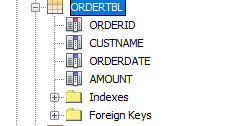 ORDERTBL
ORDERID
CUSTNAME
ORDERDATE
AMOUNT
Indexes
Foreign Keys